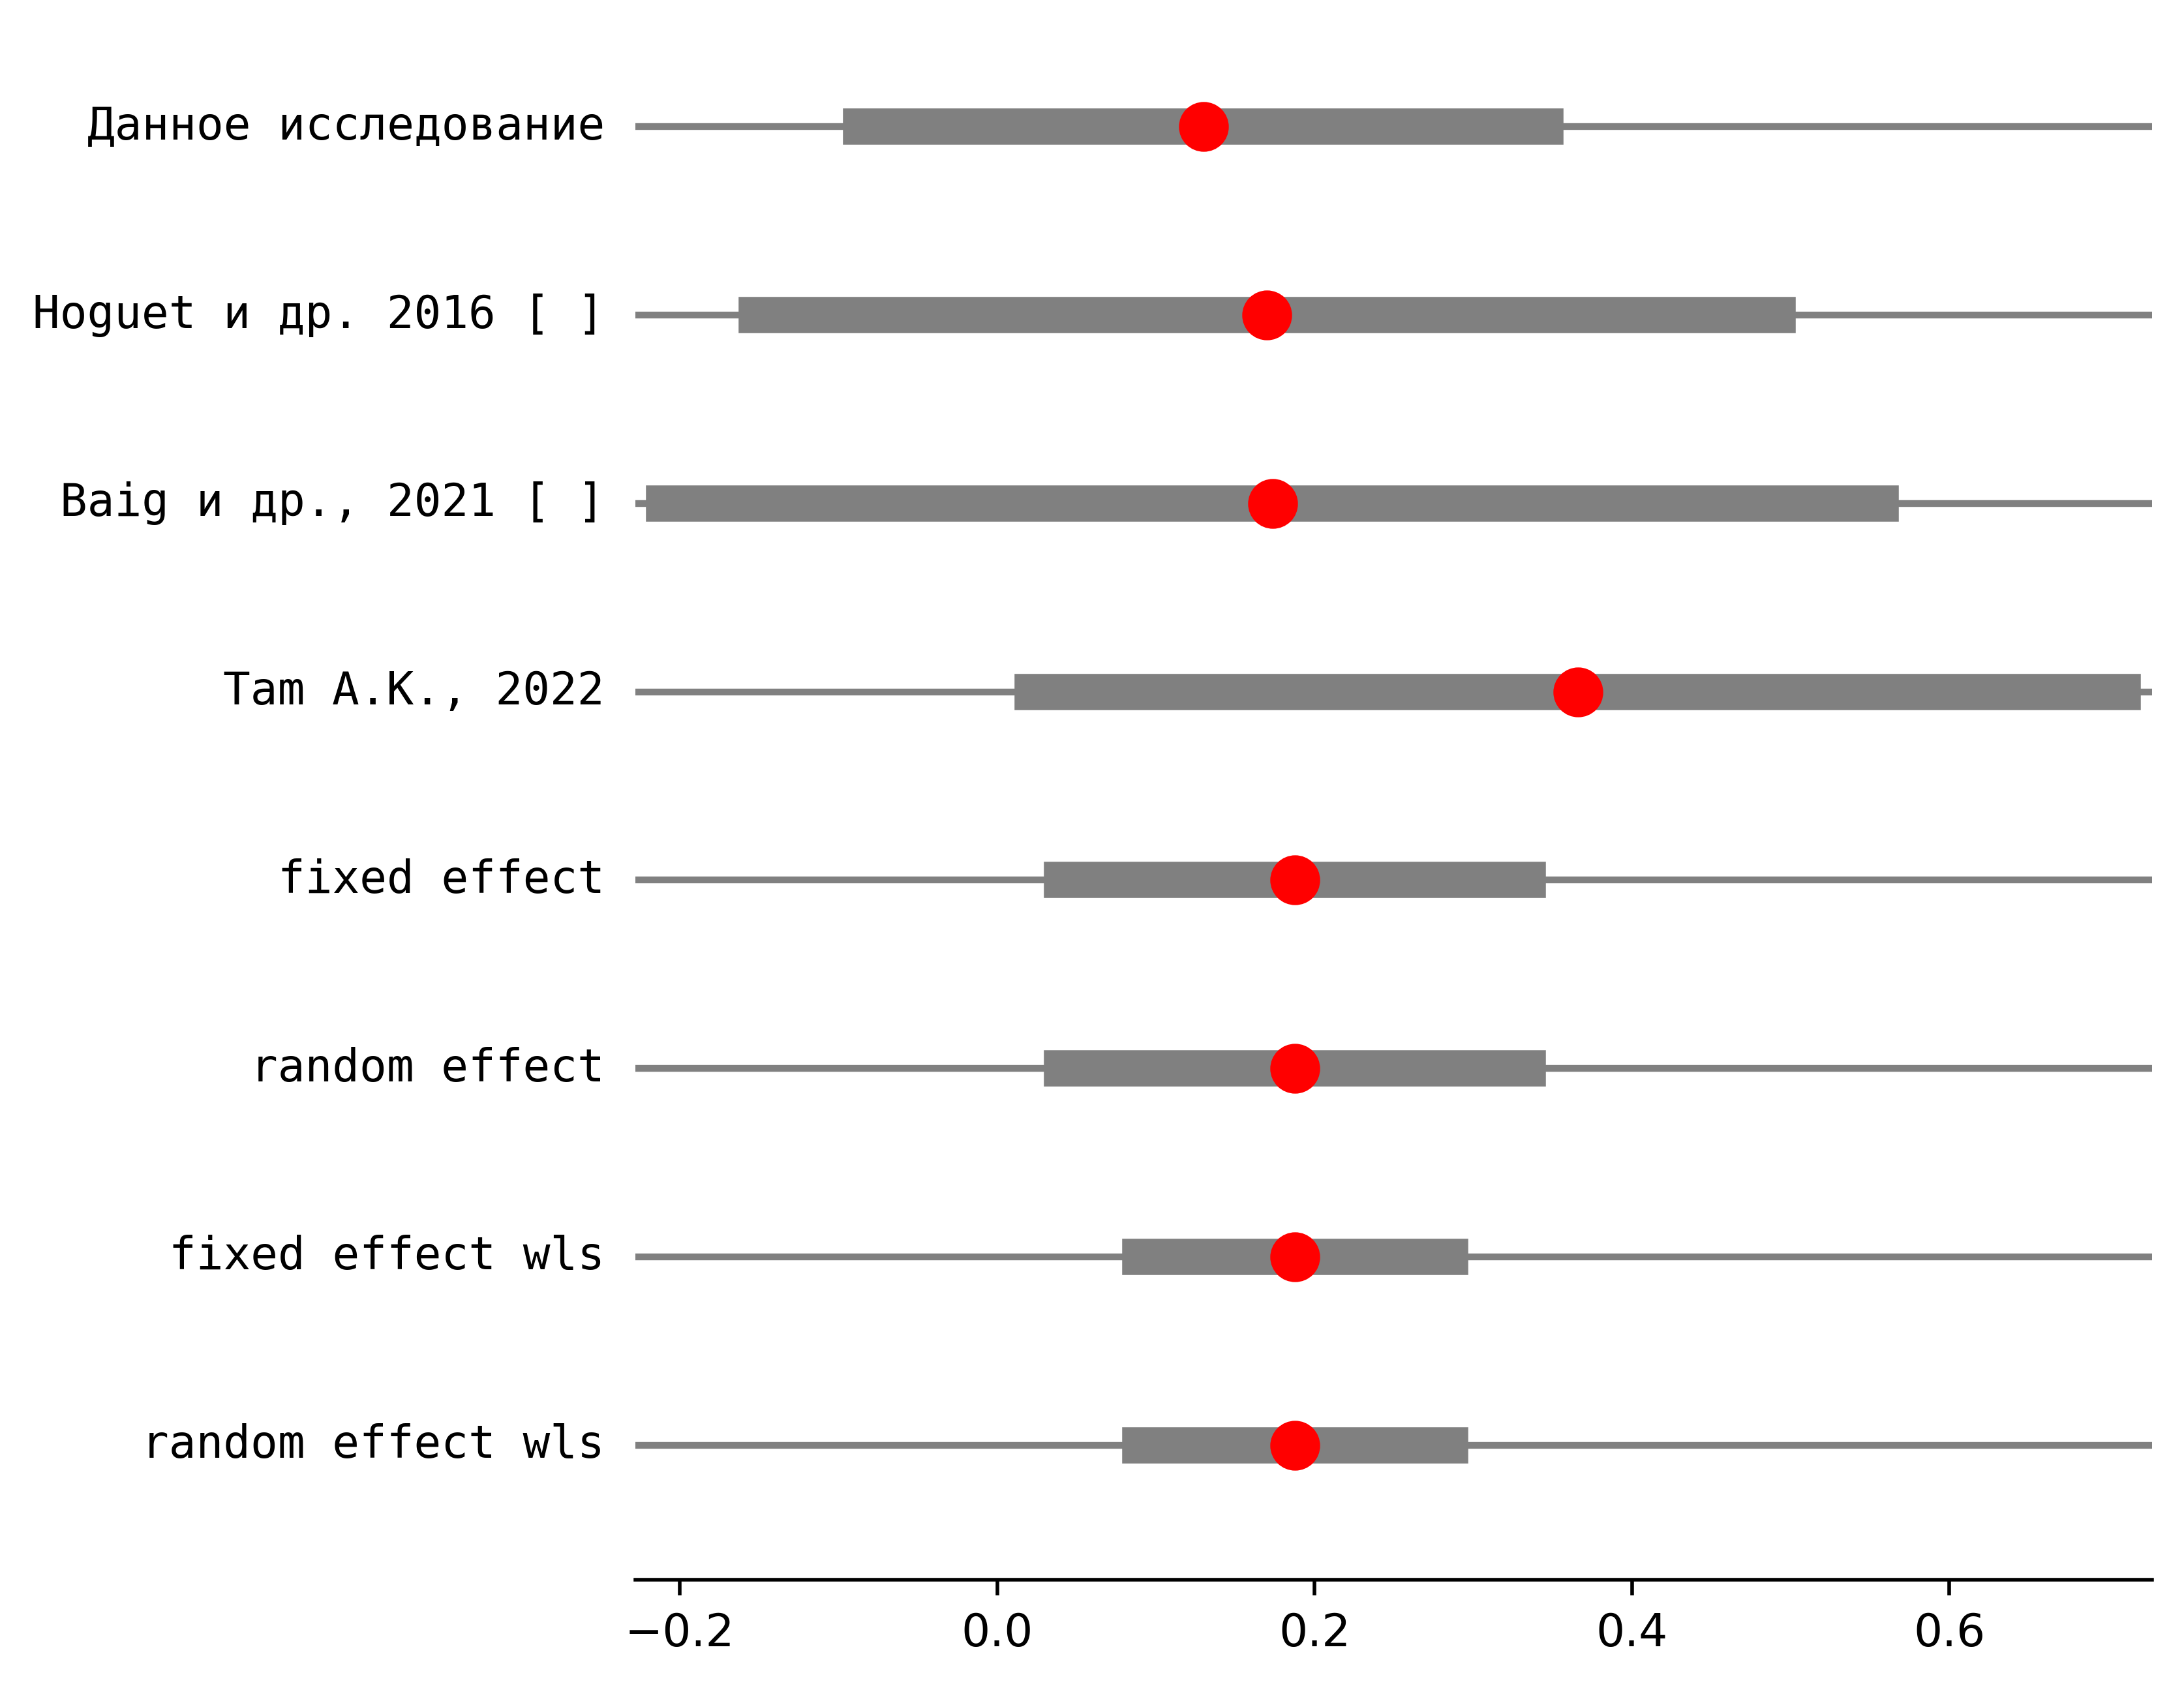 Данное исследование
Hoguet и др. 2016 [ ]
Baig и др., 2021 [ ]
Tam A.K., 2022
fixed effect
random effect
fixed effect wls
random effect wls
−0.2 0.0 0.2 0.4 0.6